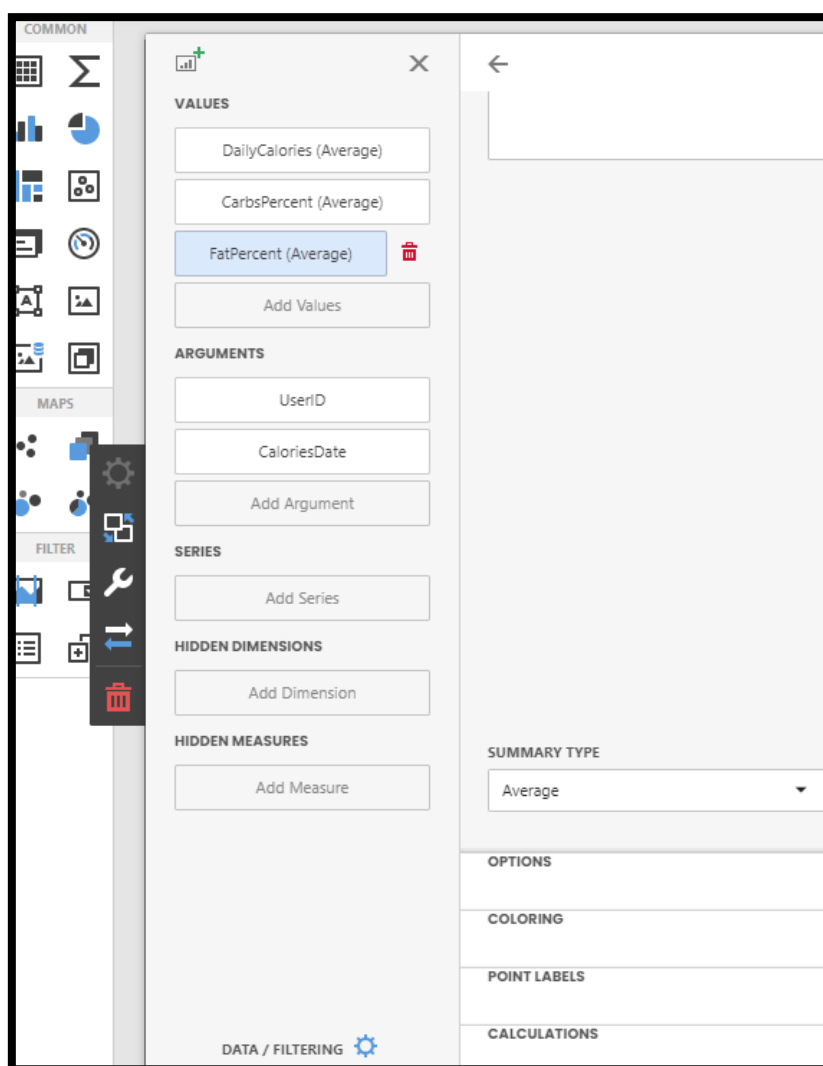 COMMON
VALUES
DailyCalories (Average)
CarbsPercent (Average)
FatPercent (Average)
Add Values
ARGUMENTS
UserID
CaloriesDate
Add Argument
SERIES
Add Series
HIDDEN DIMENSIONS
Add Dimension
HIDDEN MEASURES
Add Measure
DATA / FILTERING
MAPS
FILTER
SUMMARY TYPE
Average
OPTIONS
COLORING
POINT LABELS
CALCULATIONS